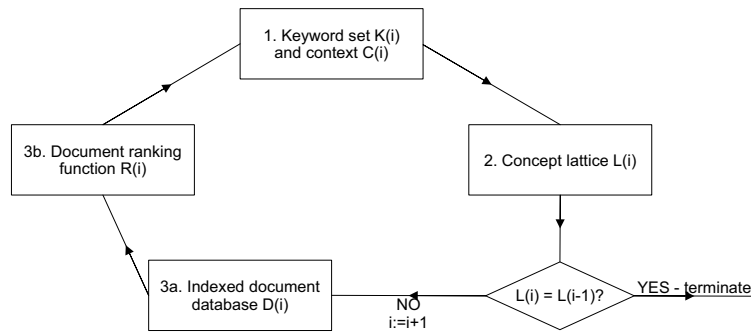 1. Keyword set K(i)
and context C(i)
3b. Document ranking
function R(i)
2. Concept lattice L(i)
3a. Indexed document
database D(i)
L(i) = L(i-1)?
YES - terminate
NO
i:=i+1